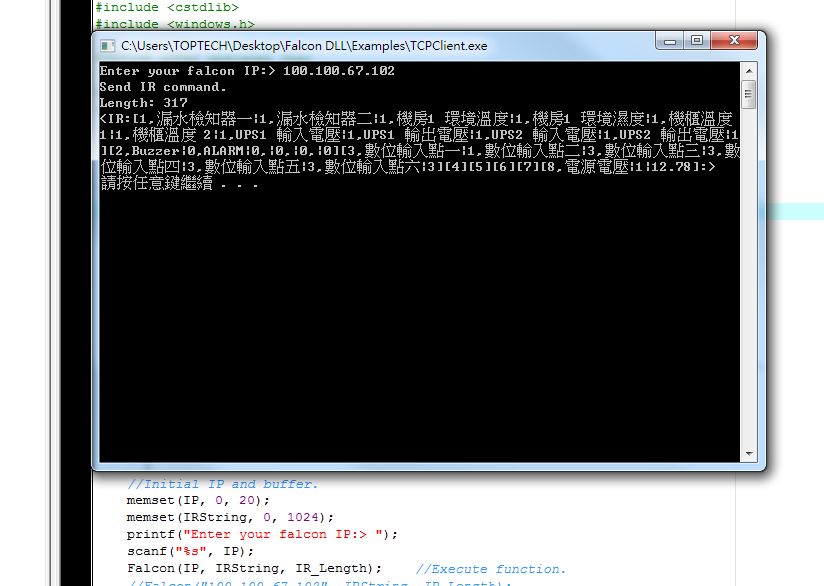 #include <cstdlib>
#include <windows.h>
C:\Users\TOPTECH\Desktop\Falcon DLL\Examples\TCPClient.exe
Enter your falcon IP:> 100.100.67.102
Send IR command.
Length: 317
<IR:[1,漏水檢知器一¦1,漏水檢知器二¦1,機房1 環境溫度¦1,機房1 環境濕度¦1,機櫃溫度
1¦1,機櫃溫度 2¦1,UPS1 輸入電壓¦1,UPS1 輸出電壓¦1,UPS2 輸入電壓¦1,UPS2 輸出電壓¦1
][2,Buzzer¦0,ALARM¦0,¦0,¦0,¦0][3,數位輸入點一¦1,數位輸入點二¦3,數位輸入點三¦3,數
位輸入點四¦3,數位輸入點五¦3,數位輸入點六¦3][4][5][6][7][8,電源電壓¦1¦12.78]:>
請按任意鍵繼續 . . .
//Initial IP and buffer.
memset(IP, 0, 20);
memset(IRString, 0, 1024);
printf("Enter your falcon IP:> ");
scanf("%s", IP);
Falcon(IP, IRString, IR_Length); //Execute function.
//Falcon("100.100.67.102", IRString, IR_Length);